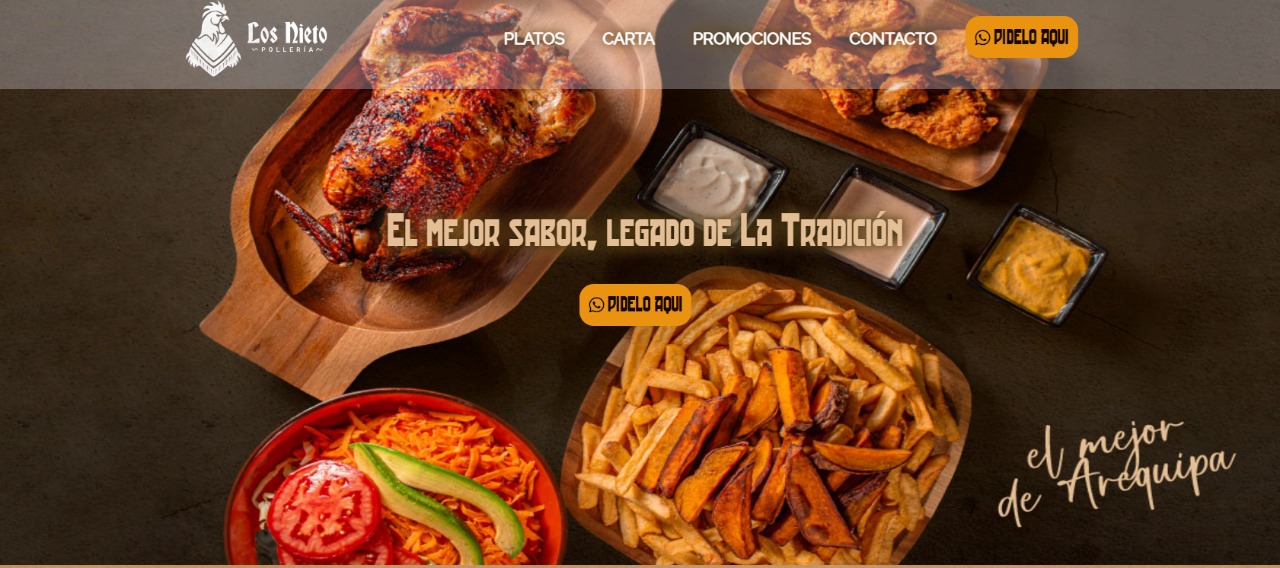 Los Nieto
~POLLERÍA~
PLATOS
CARTA
PROMOCIONES
CONTACTO
PIDELO AQUI
El mejor sabor, legado de La Tradición
PIDELO AQUI
el mejor
de Arequipa